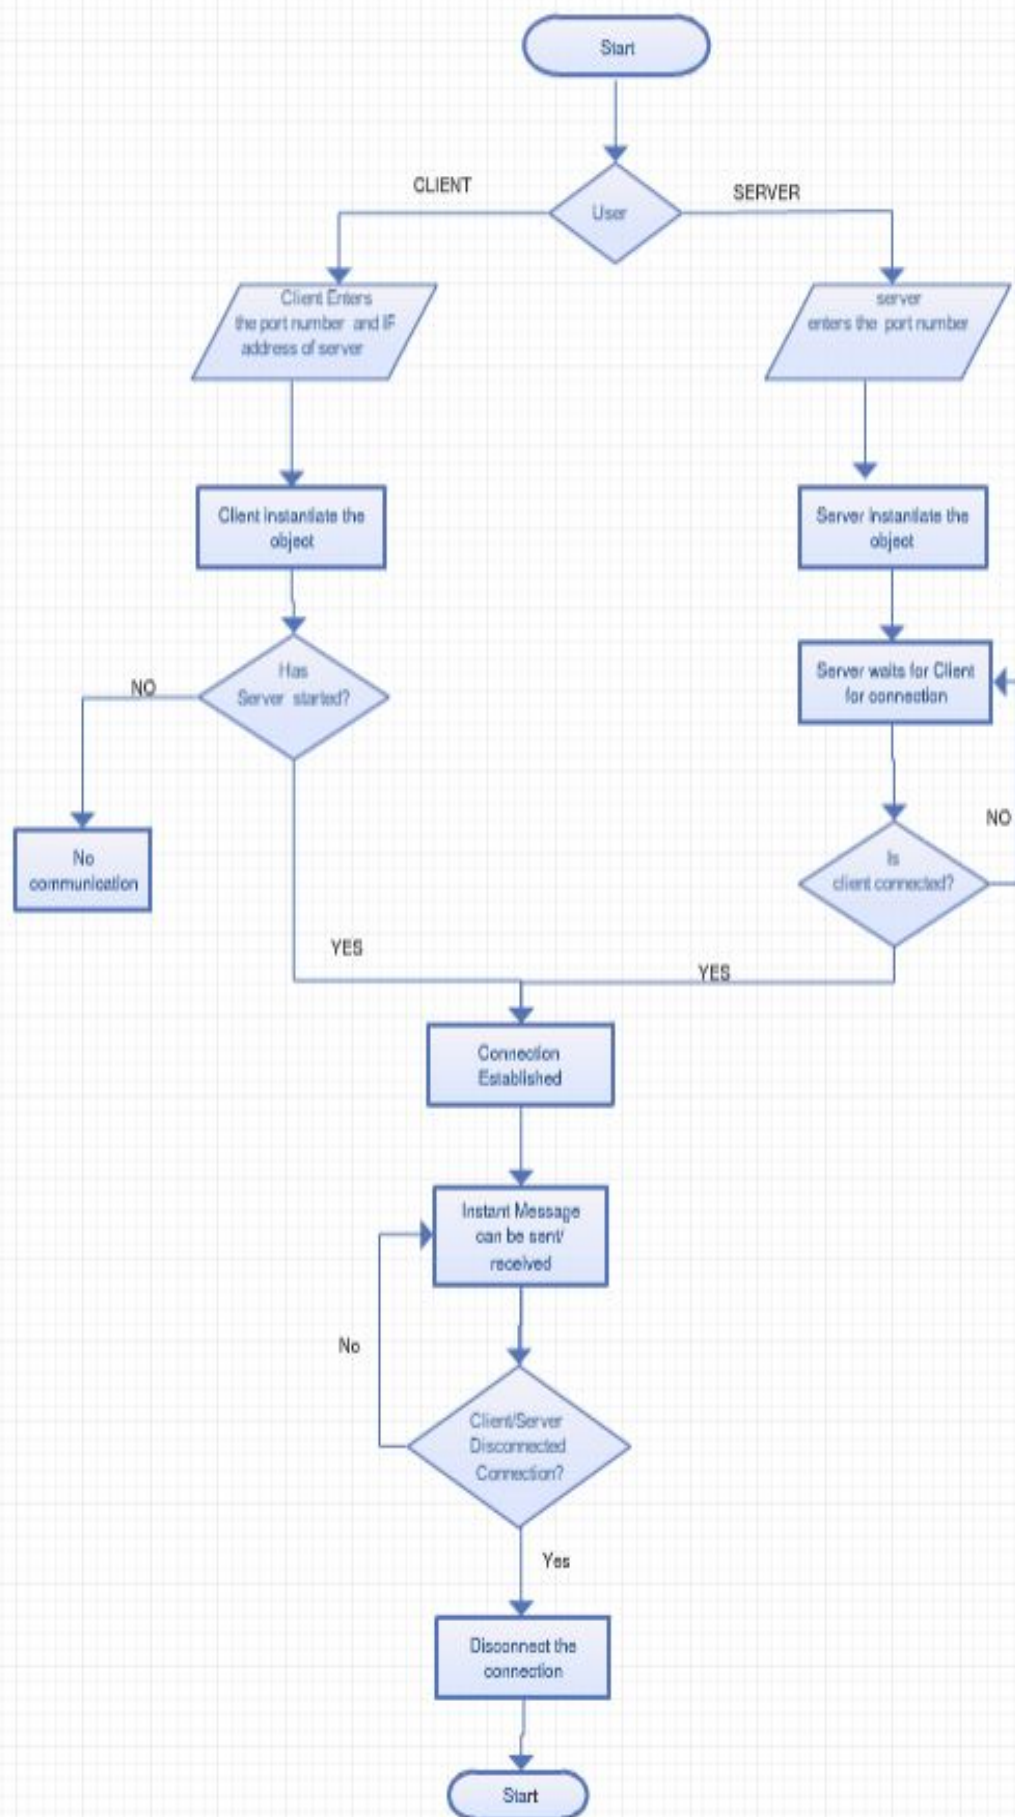 Start
User
CLIENT
SERVER
Client Enters
the port number and IF
address of server
server
enters the port number
Client instantiate the
object
Server Instantiate the
object
Has
Server started?
NO
Server waits for Client
for connection
No
communication
Is
client connected?
NO
YES
YES
Connection
Established
Instant Message
can be sent/
received
No
Client/Server
Disconnected
Connection?
Yes
Disconnect the
connection
Start